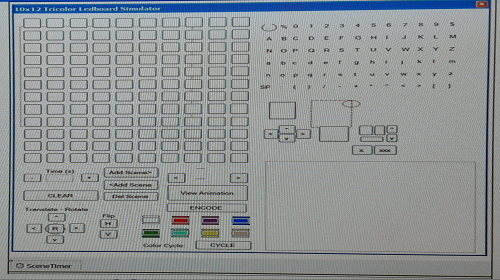 10x12 Tricolor Ledboard Simulator
% 0 1 2 3 4 5 6 7 8 9 $
A B C D E F G H I J K L M
N O P Q R S T U V W X Y Z
a b c d e f g h i j k l m
n o p q r s t u v w x y z
SP
Time (s)
Add Scene>
<Add Scene
CLEAR
Del Scene
View Animation
ENCODE
Translate - Rotate
Flip
H
< R >
V
Color Cycle
CYCLE
X XXX
SceneTimer